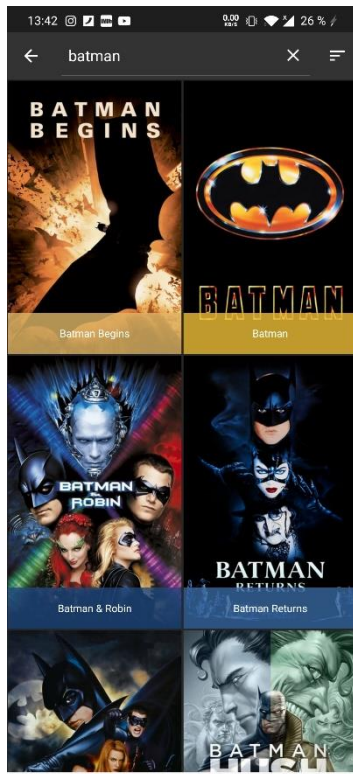 13:42
0.00
KB/S
26 %
batman
BATMAN
BEGINS
Batman Begins
BATMAN
Batman
BATMAN
&
ROBIN
Batman & Robin
BATMAN
RETURNS
Batman Returns
BATMAN
HUSH